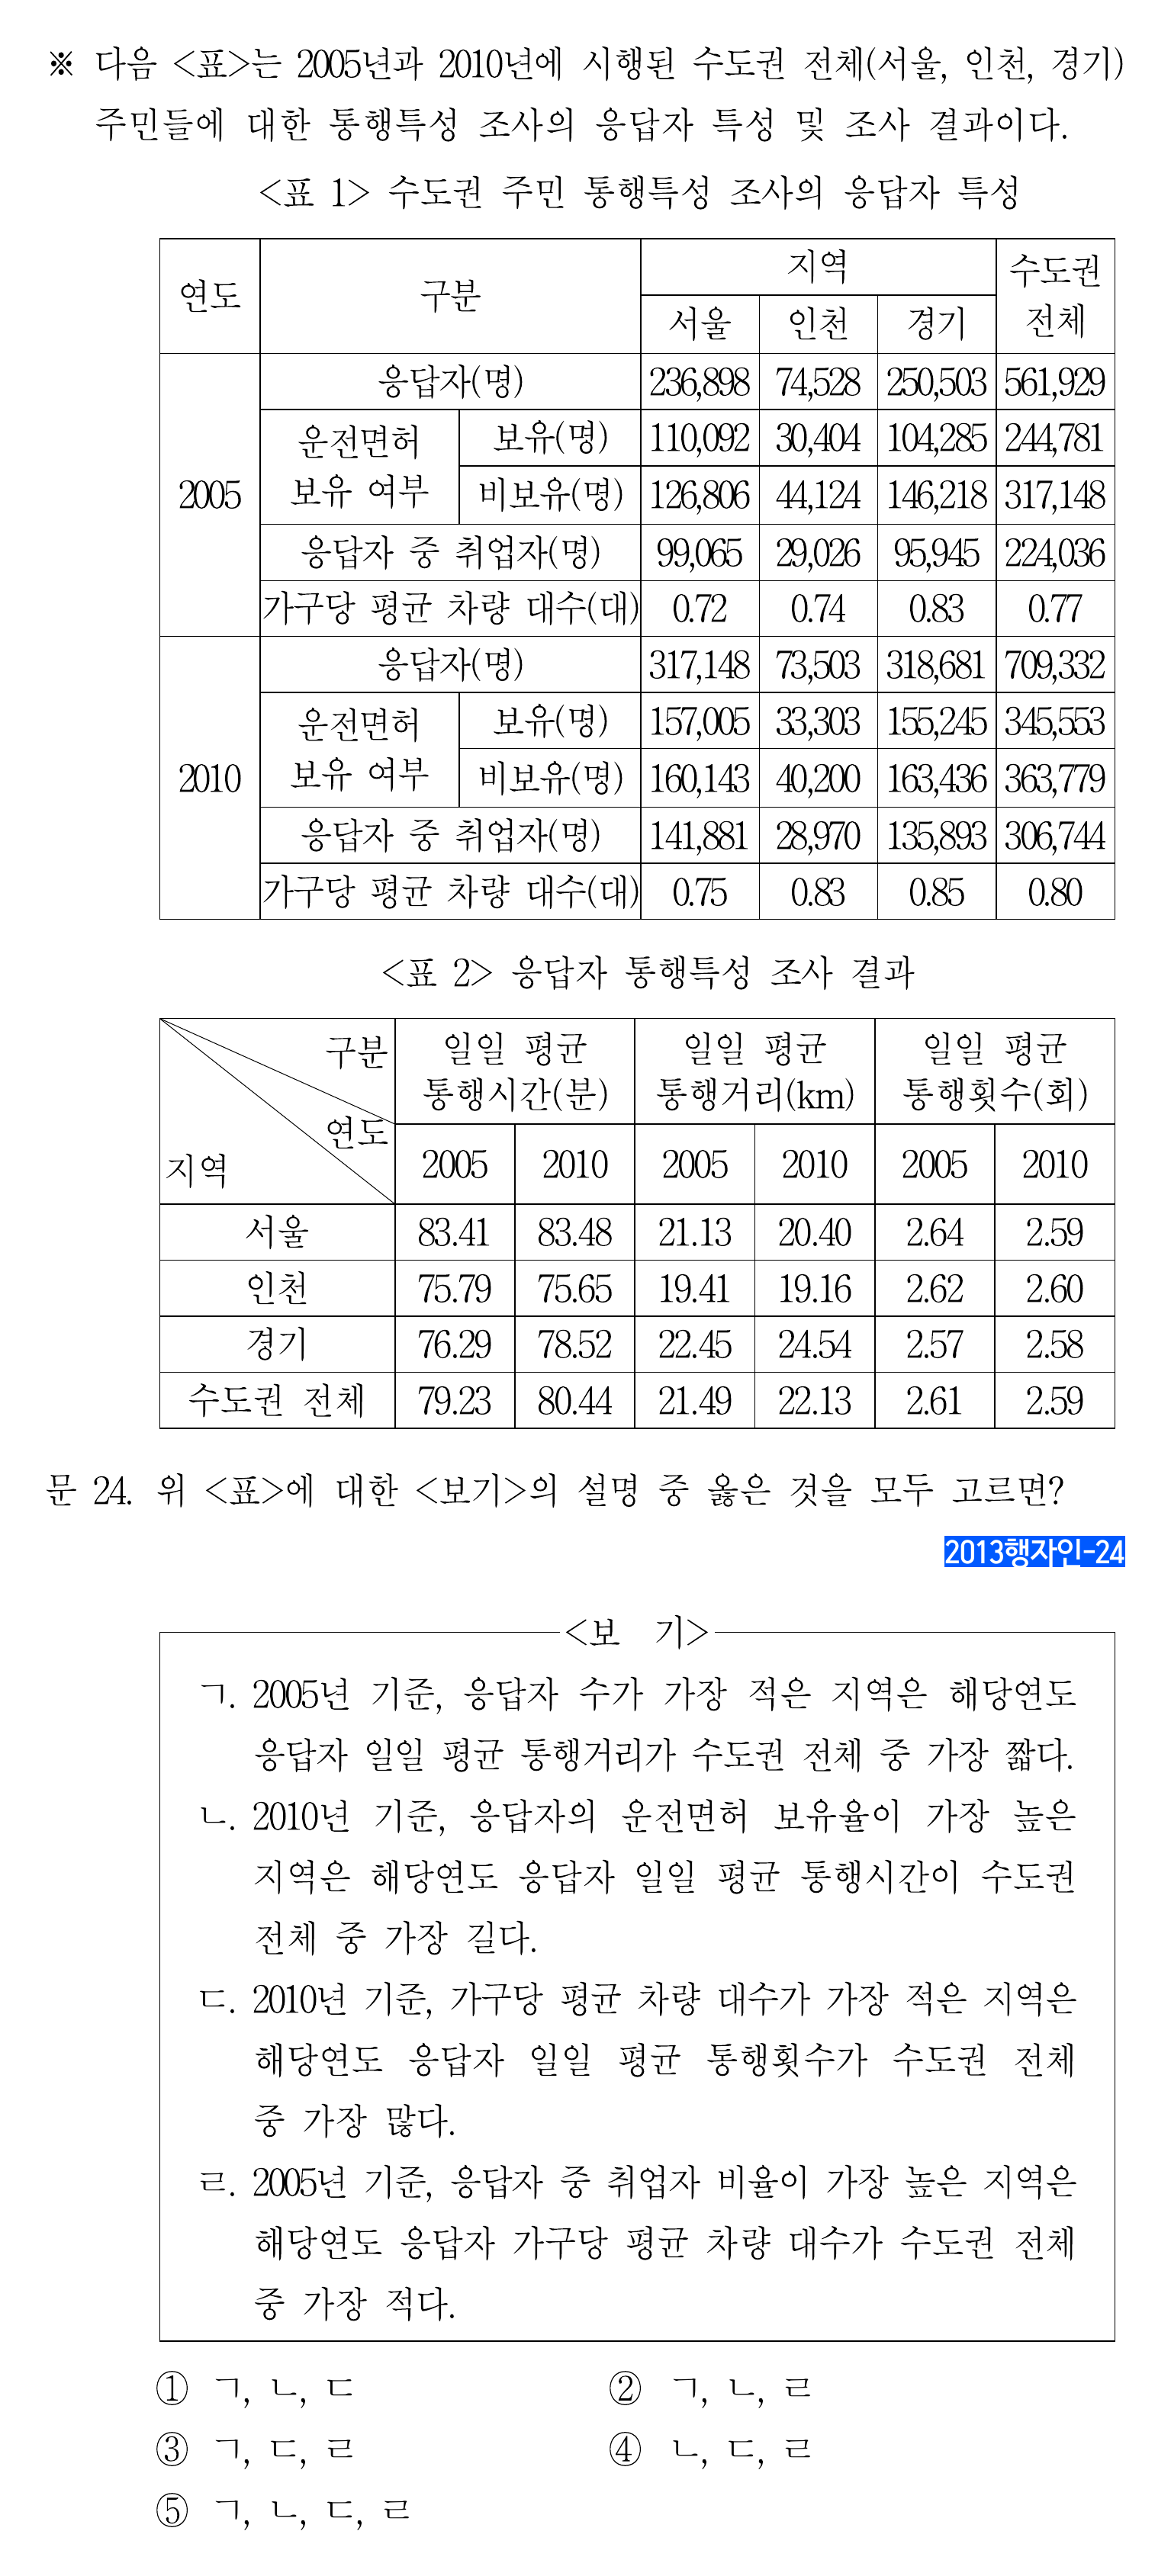 ※ 다음 <표>는 2005년과 2010년에 시행된 수도권 전체(서울, 인천, 경기)
주민들에 대한 통행특성 조사의 응답자 특성 및 조사 결과이다.
<표 1> 수도권 주민 통행특성 조사의 응답자 특성
연도 구분 지역 수도권 전체
서울 인천 경기
2005 응답자(명) 236,898 74,528 250,503 561,929
운전면허 보유 여부 보유(명) 110,092 30,404 104,285 244,781
비보유(명) 126,806 44,124 146,218 317,148
응답자 중 취업자(명) 99,065 29,026 95,945 224,036
가구당 평균 차량 대수(대) 0.72 0.74 0.83 0.77
2010 응답자(명) 317,148 73,503 318,681 709,332
운전면허 보유 여부 보유(명) 157,005 33,303 155,245 345,553
비보유(명) 160,143 40,200 163,436 363,779
응답자 중 취업자(명) 141,881 28,970 135,893 306,744
가구당 평균 차량 대수(대) 0.75 0.83 0.85 0.80
<표 2> 응답자 통행특성 조사 결과
구분 일일 평균 통행시간(분) 일일 평균 통행거리(km) 일일 평균 통행횟수(회)
지역 연도 2005 2010 2005 2010 2005 2010
서울 83.41 83.48 21.13 20.40 2.64 2.59
인천 75.79 75.65 19.41 19.16 2.62 2.60
경기 76.29 78.52 22.45 24.54 2.57 2.58
수도권 전체 79.23 80.44 21.49 22.13 2.61 2.59
문 24. 위 <표>에 대한 <보기>의 설명 중 옳은 것을 모두 고르면?
2013행자인-24
<보 기>
ㄱ. 2005년 기준, 응답자 수가 가장 적은 지역은 해당연도
응답자 일일 평균 통행거리가 수도권 전체 중 가장 짧다.
ㄴ. 2010년 기준, 응답자의 운전면허 보유율이 가장 높은
지역은 해당연도 응답자 일일 평균 통행시간이 수도권
전체 중 가장 길다.
ㄷ. 2010년 기준, 가구당 평균 차량 대수가 가장 적은 지역은
해당연도 응답자 일일 평균 통행횟수가 수도권 전체
중 가장 많다.
ㄹ. 2005년 기준, 응답자 중 취업자 비율이 가장 높은 지역은
해당연도 응답자 가구당 평균 차량 대수가 수도권 전체
중 가장 적다.
① ㄱ, ㄴ, ㄷ ② ㄱ, ㄴ, ㄹ
③ ㄱ, ㄷ, ㄹ ④ ㄴ, ㄷ, ㄹ
⑤ ㄱ, ㄴ, ㄷ, ㄹ